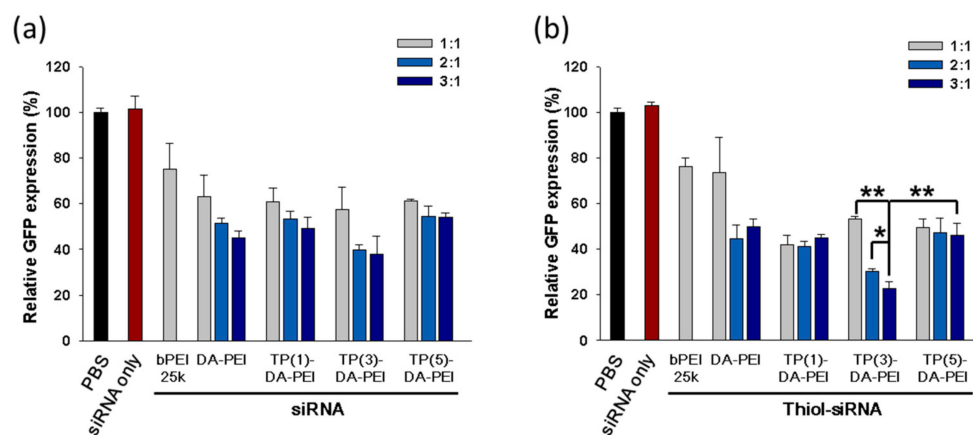 (a)
1:1
2:1
3:1
Relative GFP expression (%)
120
100
80
60
40
20
0
PBS
siRNA only
bPEI
25k
DA-PEI
TP(1)-
DA-PEI
TP(3)-
DA-PEI
TP(5)-
DA-PEI
siRNA
(b)
1:1
2:1
3:1
Relative GFP expression (%)
120
100
80
60
40
20
0
**
**
*
PBS
siRNA only
bPEI
25k
DA-PEI
TP(1)-
DA-PEI
TP(3)-
DA-PEI
TP(5)-
DA-PEI
Thiol-siRNA